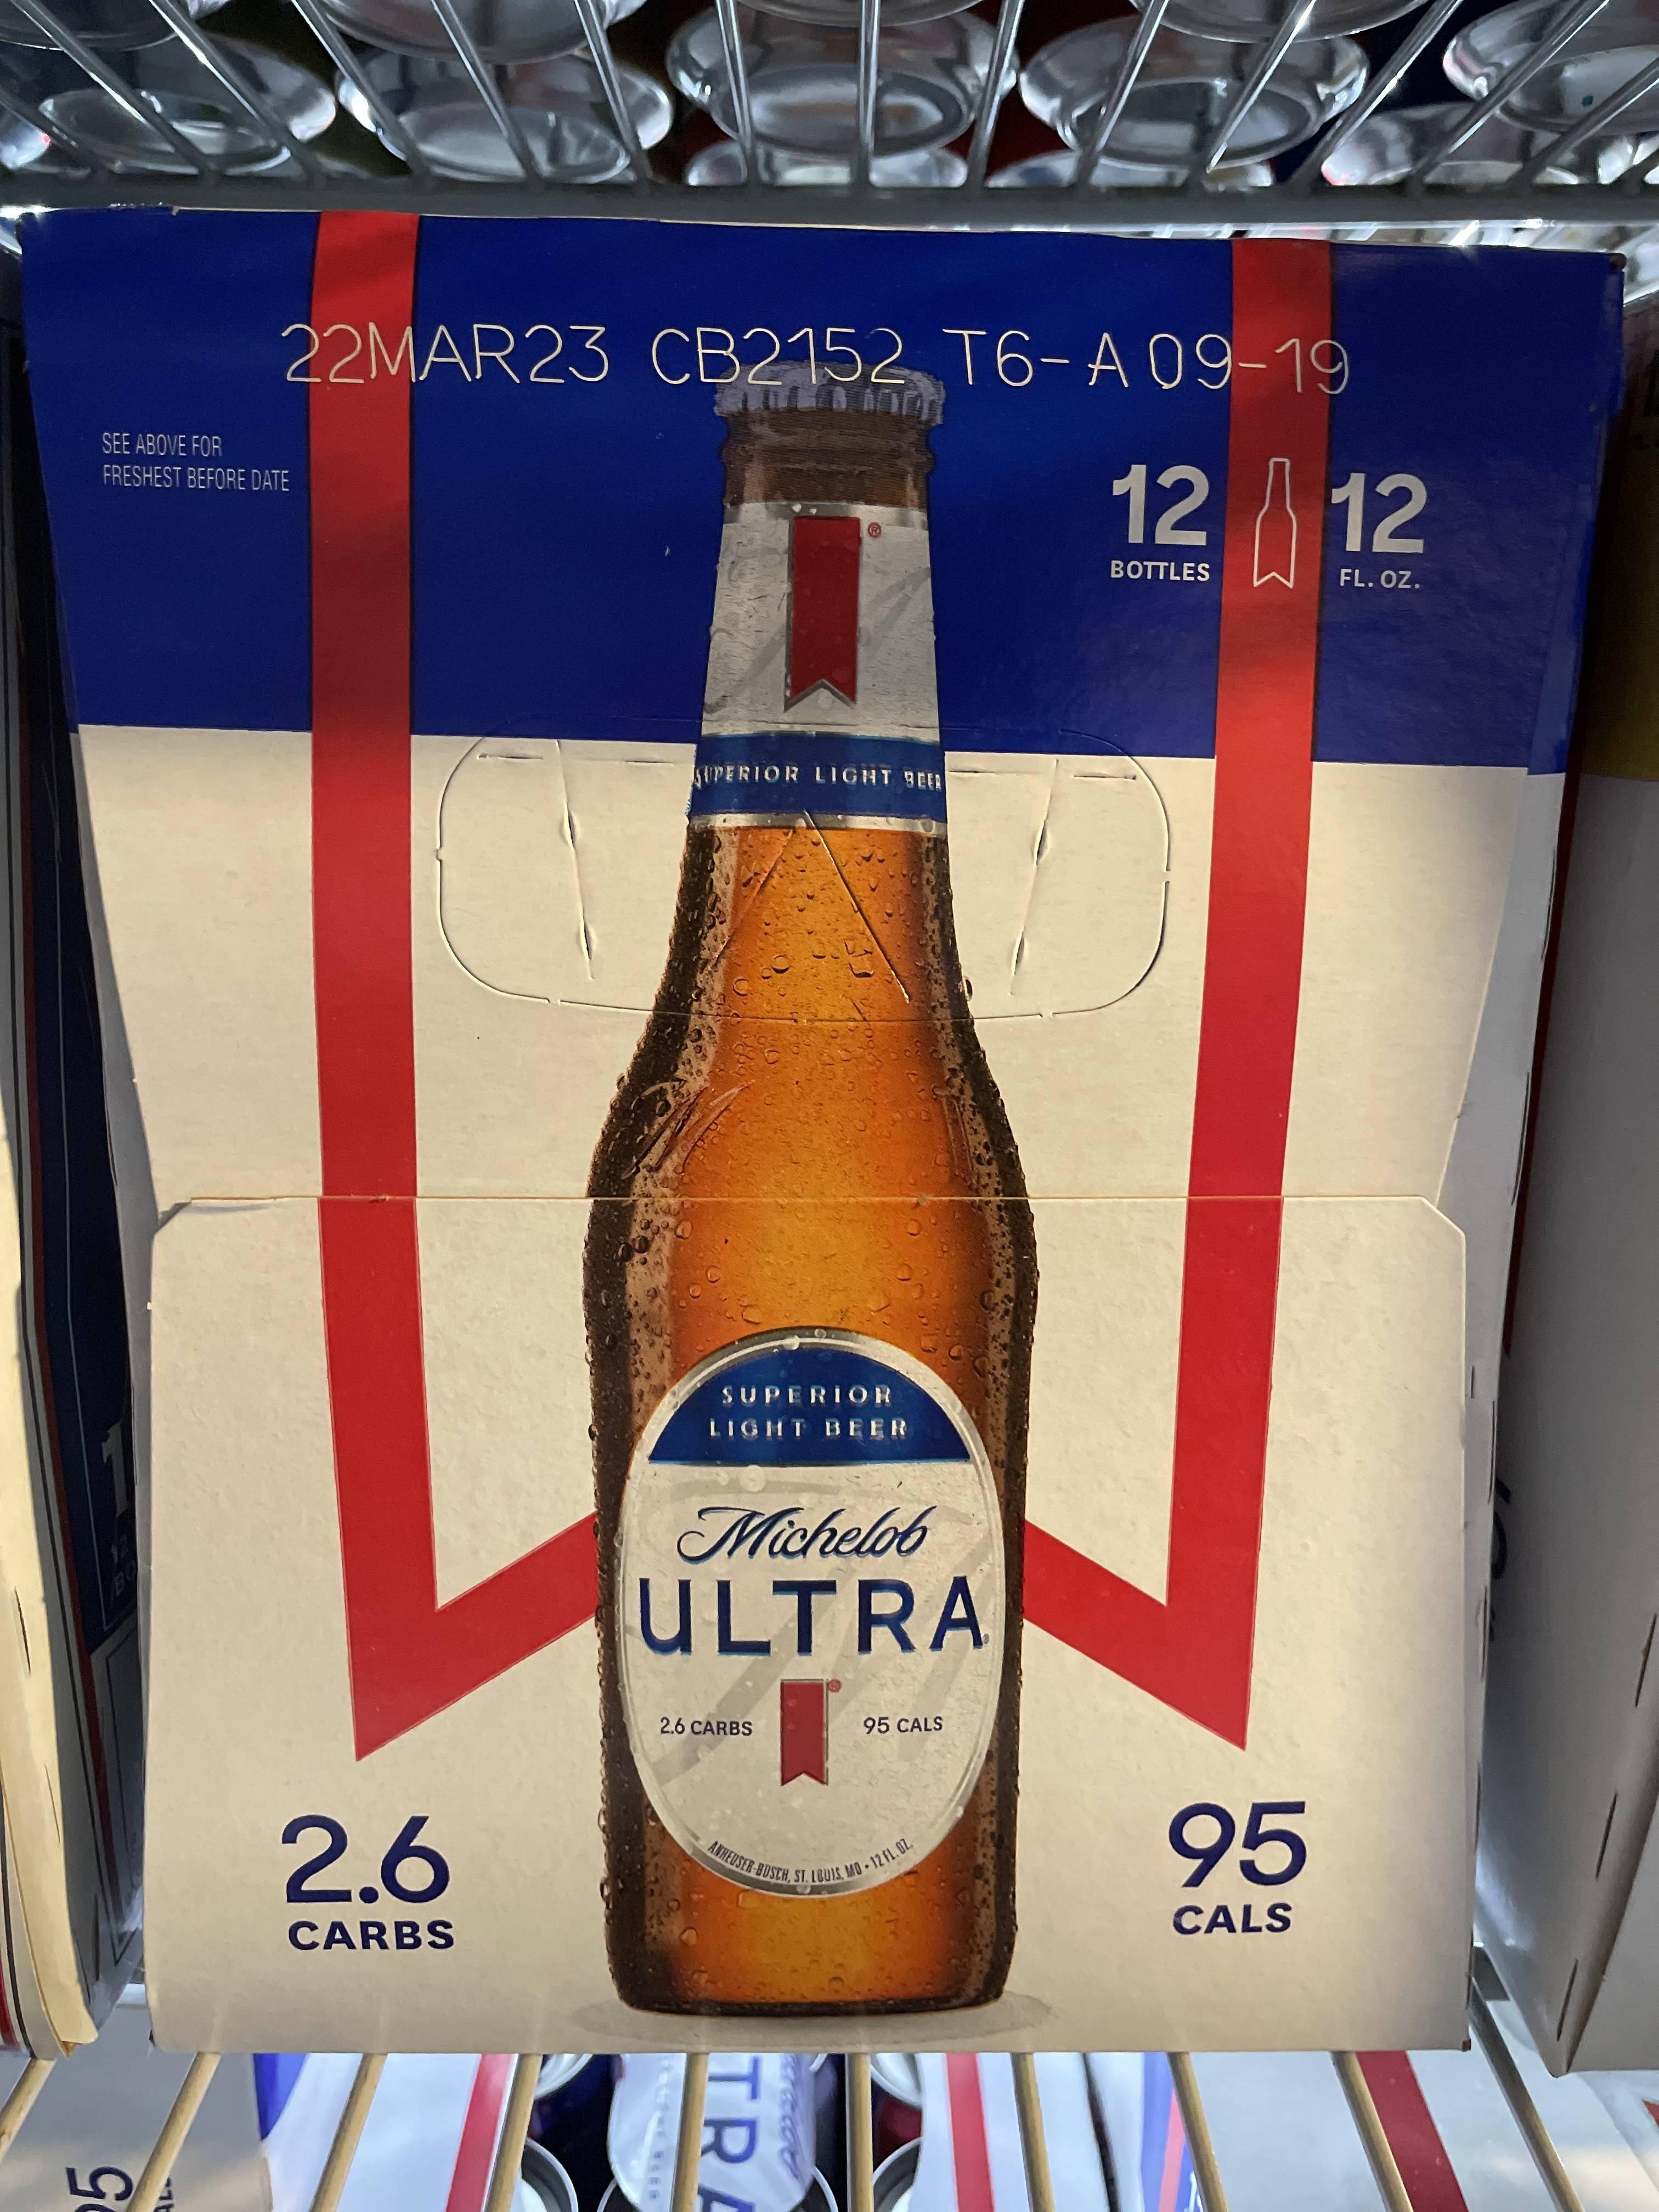 22MAR23 CB2152 T6-A 09-19
SEE ABOVE FOR
FRESHEST BEFORE DATE
12
BOTTLES
12
FL. OZ.
®
SUPERIOR LIGHT BEER
SUPERIOR
LIGHT BEER
Michelob
ULTRA®
®
2.6 CARBS
95 CALS
ANHEUSER-BUSCH, ST. LOUIS, MO • 12 FL. OZ.
2.6
CARBS
95
CALS